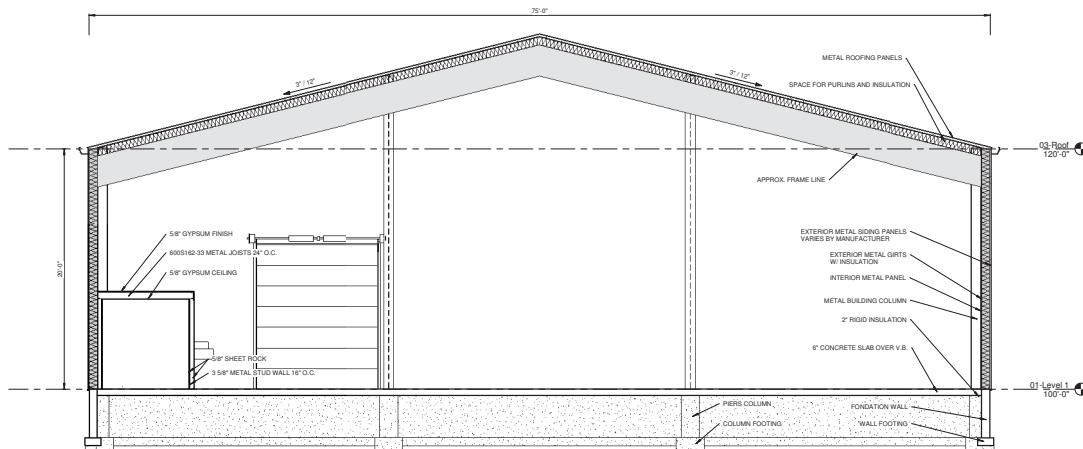 75'-0"
3" / 12"
3" / 12"
METAL ROOFING PANELS
SPACE FOR PURLINS AND INSULATION
03-Roof
120'-0"
APPROX. FRAME LINE
20'-0"
5/8" GYPSUM FINISH
600S162-33 METAL JOISTS 24" O.C.
5/8" GYPSUM CEILING
EXTERIOR METAL SIDING PANELS
VARIES BY MANUFACTURER
EXTERIOR METAL GIRTS
W/ INSULATION
INTERIOR METAL PANEL
METAL BUILDING COLUMN
2" RIGID INSULATION
6" CONCRETE SLAB OVER V.B.
5/8" SHEET ROCK
3 5/8" METAL STUD WALL 16" O.C.
01-Level 1
100'-0"
PIERS COLUMN
FONDATION WALL
COLUMN FOOTING
WALL FOOTING